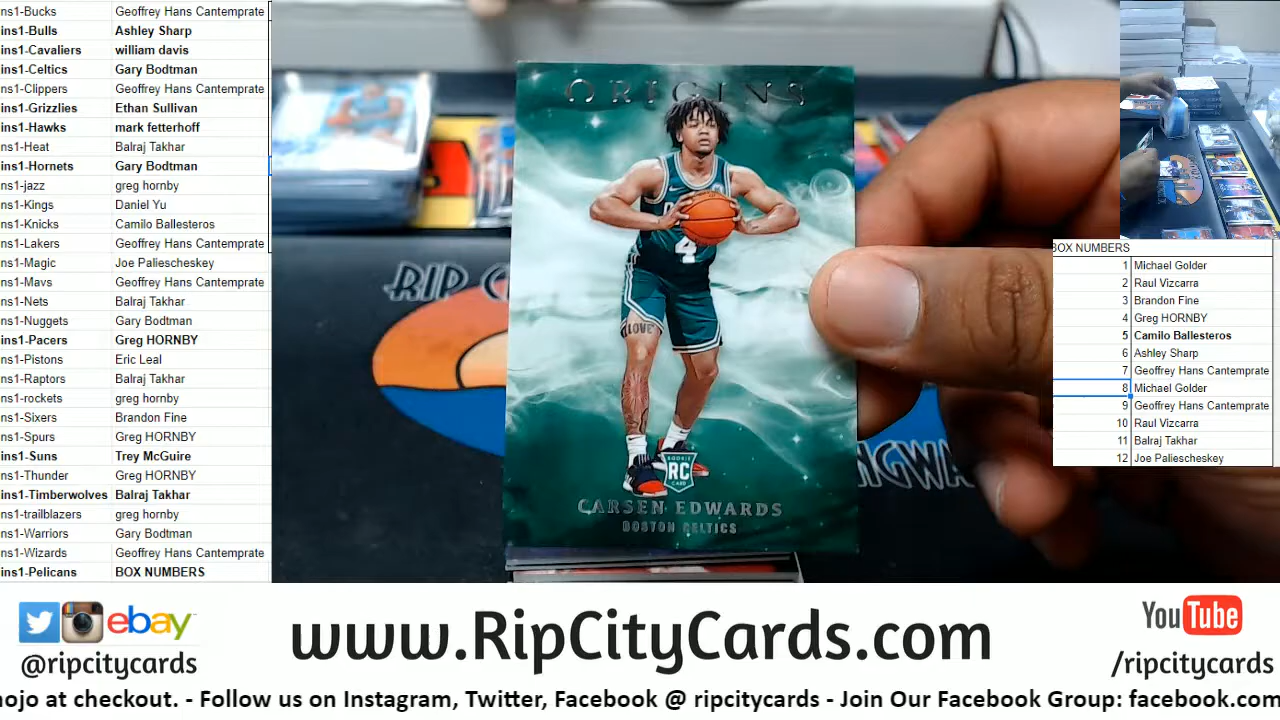 ns1-Bucks Geoffrey Hans Cantemprate
ins1-Bulls Ashley Sharp
ins1-Cavaliers william davis
ins1-Celtics Gary Bodtman
ns1-Clippers Geoffrey Hans Cantemprate
ins1-Grizzlies Ethan Sullivan
ins1-Hawks mark fetterhoff
ns1-Heat Balraj Takhar
ins1-Hornets Gary Bodtman
ns1-jazz greg hornby
ns1-Kings Daniel Yu
ns1-Knicks Camilo Ballesteros
ns1-Lakers Geoffrey Hans Cantemprate
ns1-Magic Joe Paliescheskey
ns1-Mavs Geoffrey Hans Cantemprate
ns1-Nets Balraj Takhar
ns1-Nuggets Gary Bodtman
ins1-Pacers Greg HORNBY
ns1-Pistons Eric Leal
ns1-Raptors Balraj Takhar
ns1-rockets greg hornby
ns1-Sixers Brandon Fine
ns1-Spurs Greg HORNBY
ins1-Suns Trey McGuire
ns1-Thunder Greg HORNBY
ins1-Timberwolves Balraj Takhar
ns1-trailblazers greg hornby
ns1-Warriors Gary Bodtman
ns1-Wizards Geoffrey Hans Cantemprate
ins1-Pelicans BOX NUMBERS
ORIGINS
4
LOVE
ROOKIE
RC
CARD
CARSEN EDWARDS
BOSTON CELTICS
RIP C
NGWA
BOX NUMBERS
1 Michael Golder
2 Raul Vizcarra
3 Brandon Fine
4 Greg HORNBY
5 Camilo Ballesteros
6 Ashley Sharp
7 Geoffrey Hans Cantemprate
8 Michael Golder
9 Geoffrey Hans Cantemprate
10 Raul Vizcarra
11 Balraj Takhar
12 Joe Paliescheskey
ebay
@ripcitycards
www.RipCityCards.com
YouTube
/ripcitycards
nojo at checkout. - Follow us on Instagram, Twitter, Facebook @ ripcitycards - Join Our Facebook Group: facebook.com